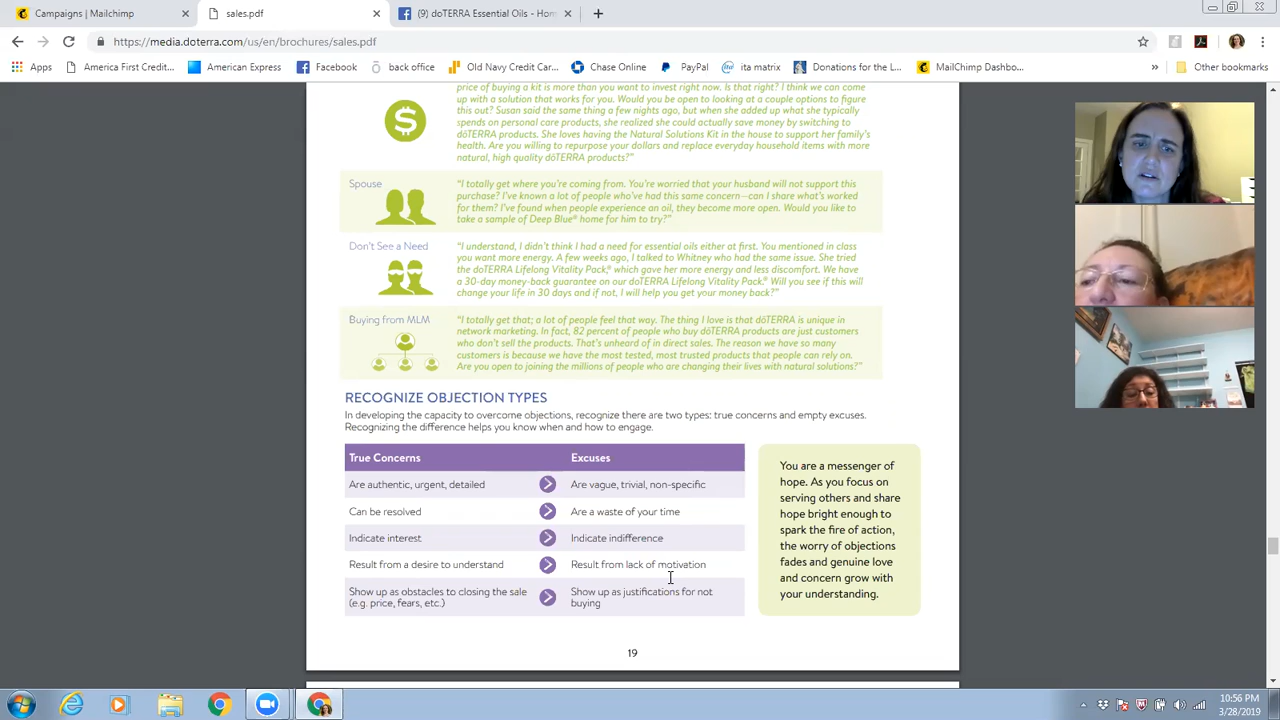 Campaigns | Mailchimp
sales.pdf
(9) doTERRA Essential Oils - Hom
https://media.doterra.com/us/en/brochures/sales.pdf
Apps
America First Credit...
American Express
Facebook
back office
Old Navy Credit Car...
Chase Online
PayPal
ita matrix
Donations for the L...
MailChimp Dashbo...
»
Other bookmarks
price of buying a kit is more than you want to invest right now. Is that right? I think we can come
up with a solution that works for you. Would you be open to looking at a couple options to figure
this out? Susan said the same thing a few nights ago, but when she added up what she typically
spends on personal care products, she realized she could actually save money by switching to
dōTERRA products. She loves having the Natural Solutions Kit in the house to support her family's
health. Are you willing to repurpose your dollars and replace everyday household items with more
natural, high quality dōTERRA products?"
$
Spouse
"I totally get where you're coming from. You're worried that your husband will not support this
purchase? I've known a lot of people who've had this same concern—can I share what's worked
for them? I've found when people experience an oil, they become more open. Would you like to
take a sample of Deep Blue® home for him to try?"
Don't See a Need
"I understand, I didn't think I had a need for essential oils either at first. You mentioned in class
you want more energy. A few weeks ago, I talked to Whitney who had the same issue. She tried
the dōTERRA Lifelong Vitality Pack,® which gave her more energy and less discomfort. We have
a 30-day money-back guarantee on our dōTERRA Lifelong Vitality Pack.® Will you see if this will
change your life in 30 days and if not, I will help you get your money back?"
Buying from MLM
"I totally get that; a lot of people feel that way. The thing I love is that dōTERRA is unique in
network marketing. In fact, 82 percent of people who buy dōTERRA products are just customers
who don't sell the products. That's unheard of in direct sales. The reason we have so many
customers is because we have the most tested, most trusted products that people can rely on.
Are you open to joining the millions of people who are changing their lives with natural solutions?"
RECOGNIZE OBJECTION TYPES
In developing the capacity to overcome objections, recognize there are two types: true concerns and empty excuses.
Recognizing the difference helps you know when and how to engage.
True Concerns
Excuses
Are authentic, urgent, detailed
Are vague, trivial, non-specific
Can be resolved
Are a waste of your time
Indicate interest
Indicate indifference
Result from a desire to understand
Result from lack of motivation
Show up as obstacles to closing the sale
(e.g. price, fears, etc.)
Show up as justifications for not
buying
You are a messenger of
hope. As you focus on
serving others and share
hope bright enough to
spark the fire of action,
the worry of objections
fades and genuine love
and concern grow with
your understanding.
19
10:56 PM
3/28/2019